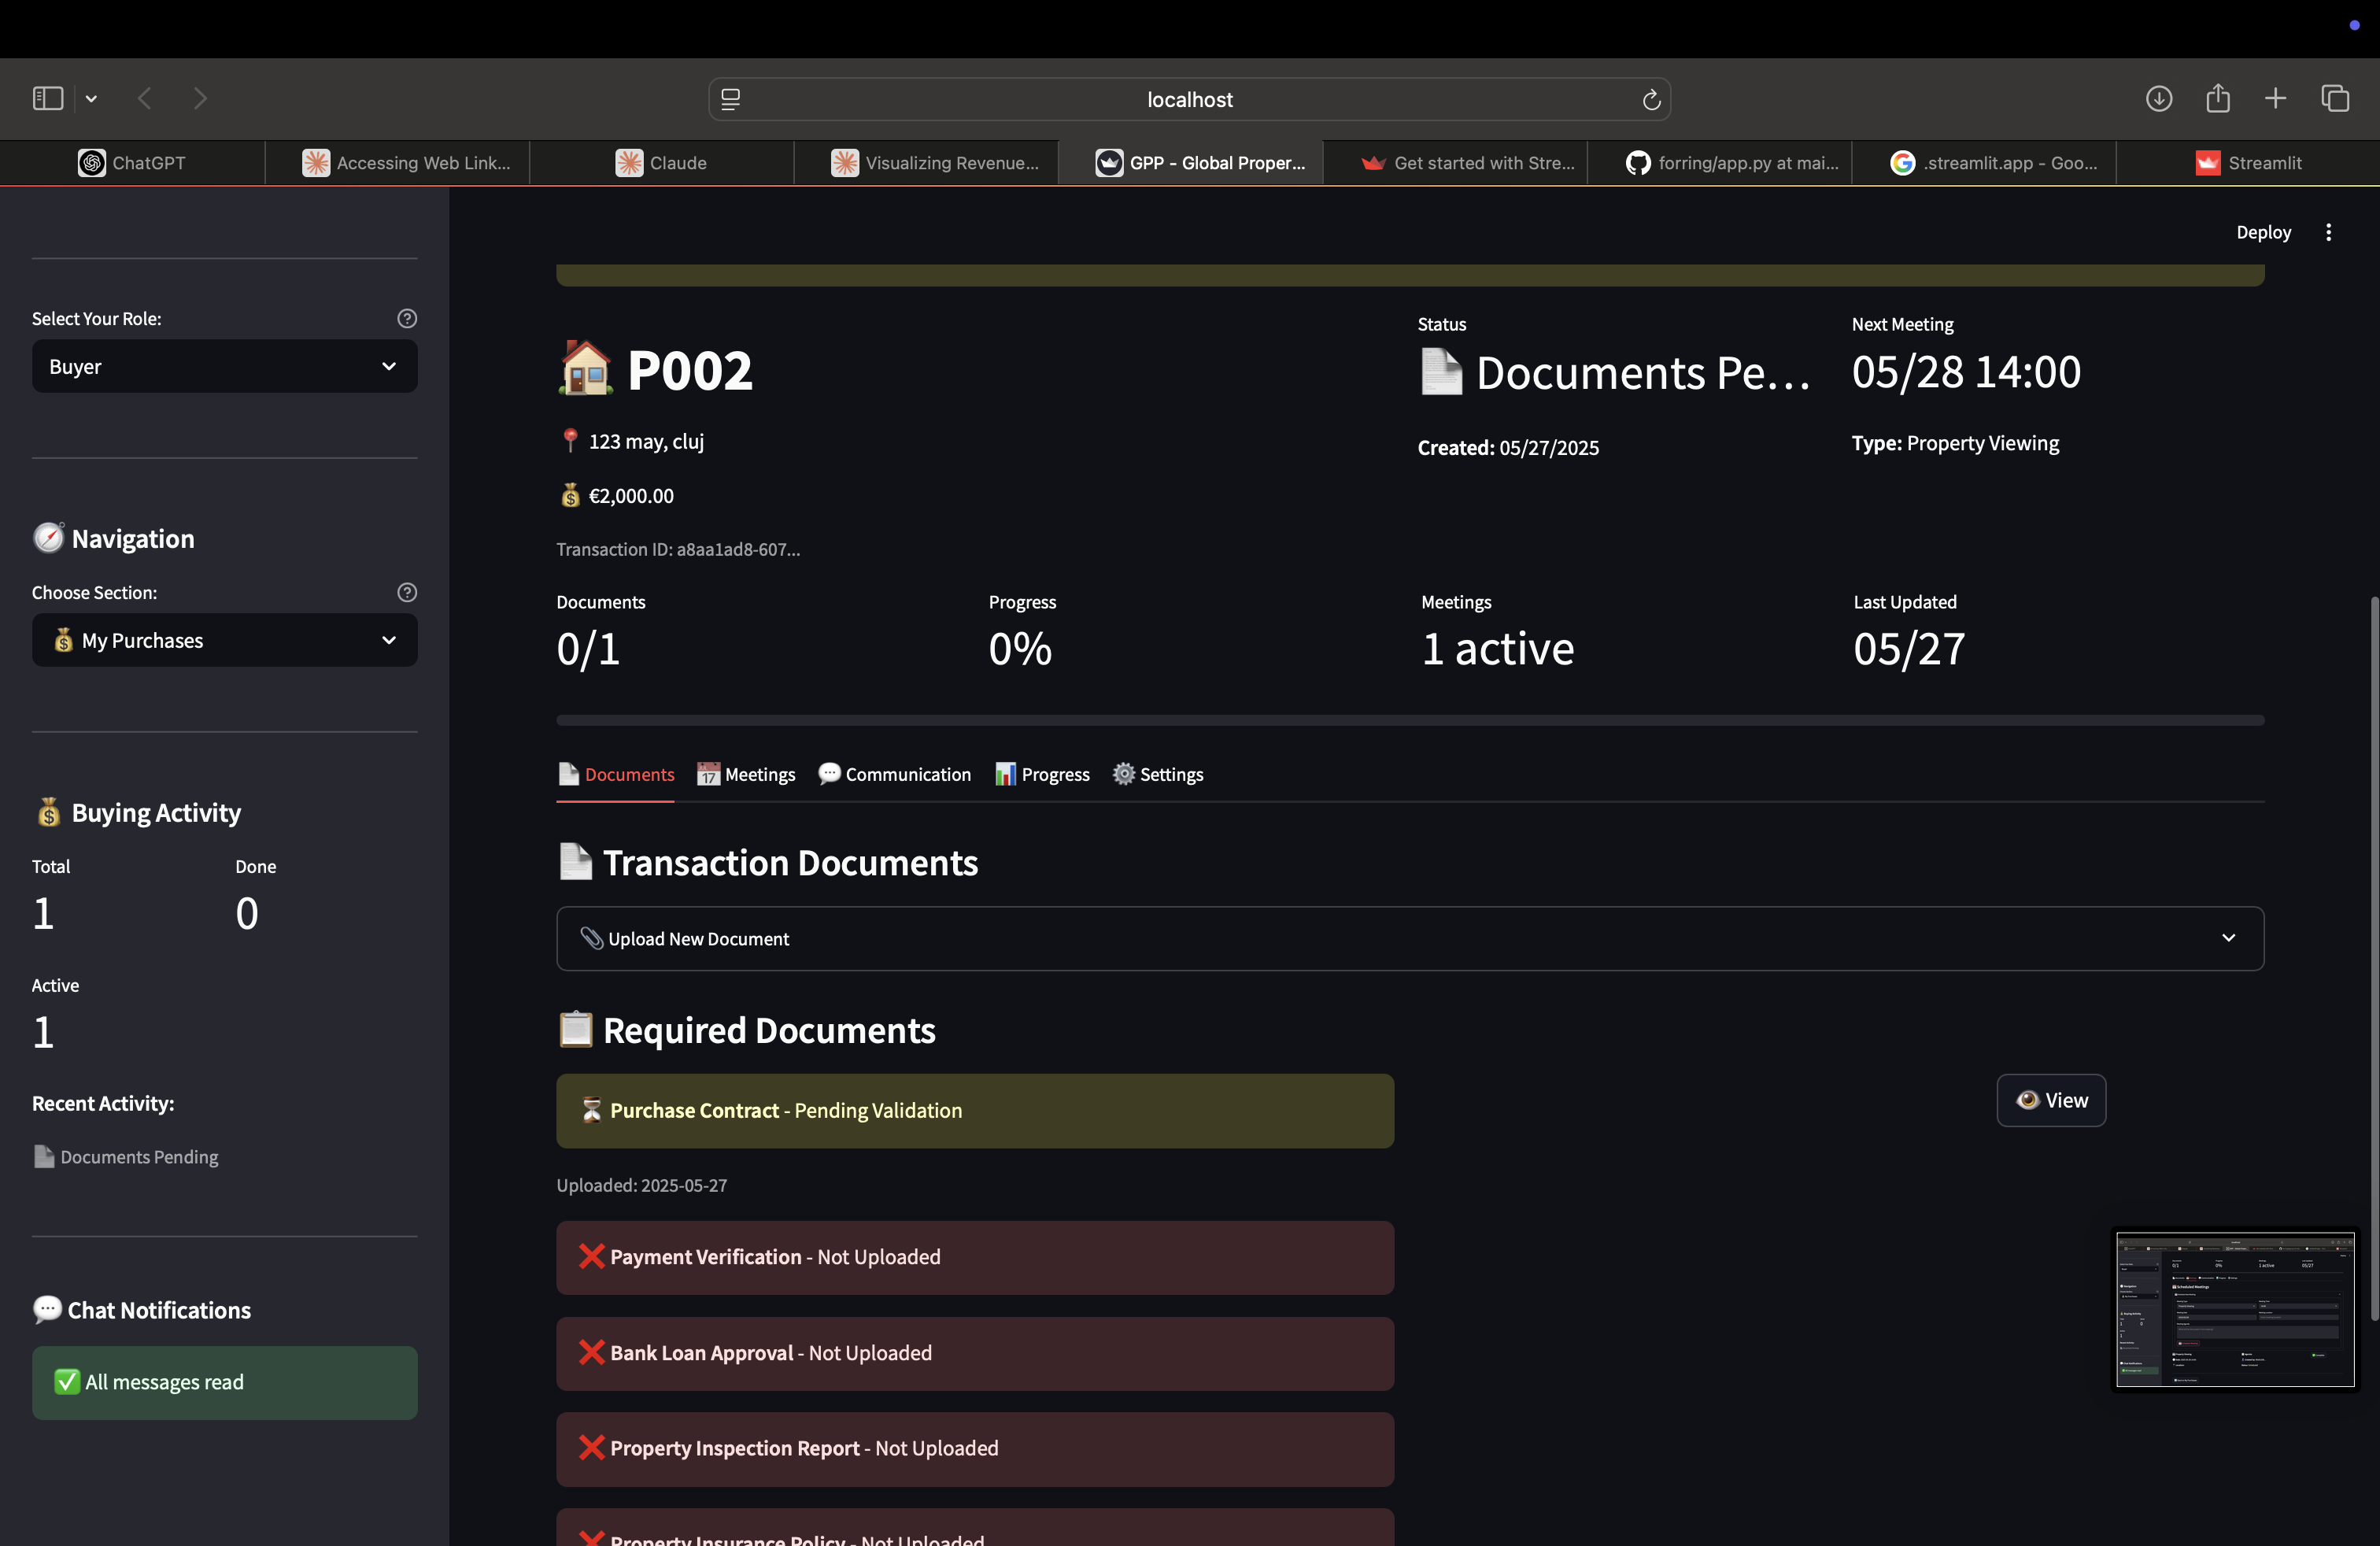 localhost
ChatGPT
Accessing Web Link...
Claude
Visualizing Revenue...
GPP - Global Proper...
Get started with Stre...
forring/app.py at mai...
.streamlit.app - Goo...
Streamlit
Deploy
Select Your Role:
Buyer
Navigation
Choose Section:
My Purchases
Buying Activity
Total
Done
1
0
Active
1
Recent Activity:
Documents Pending
Chat Notifications
All messages read
P002
123 may, cluj
€2,000.00
Transaction ID: a8aa1ad8-607...
Status
Documents Pe...
Created: 05/27/2025
Next Meeting
05/28 14:00
Type: Property Viewing
Documents
0/1
Progress
0%
Meetings
1 active
Last Updated
05/27
Documents
Meetings
Communication
Progress
Settings
Transaction Documents
Upload New Document
Required Documents
Purchase Contract - Pending Validation
View
Uploaded: 2025-05-27
Payment Verification - Not Uploaded
Bank Loan Approval - Not Uploaded
Property Inspection Report - Not Uploaded
Property Insurance Policy - Not Uploaded